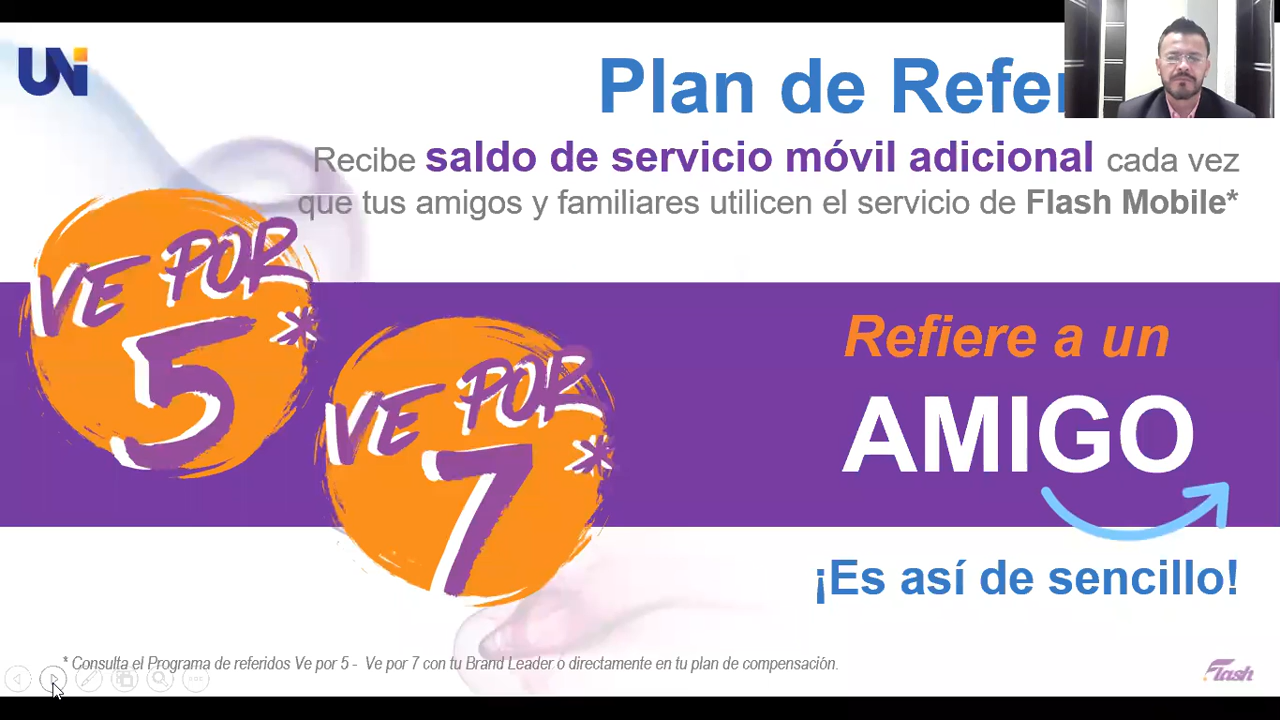 UNi
Plan de Refer
Recibe saldo de servicio móvil adicional cada vez
que tus amigos y familiares utilicen el servicio de Flash Mobile*
VE POR
5*
VE POR
7*
Refiere a un
AMIGO
¡Es así de sencillo!
* Consulta el Programa de referidos Ve por 5 - Ve por 7 con tu Brand Leader o directamente en tu plan de compensación.
Flash